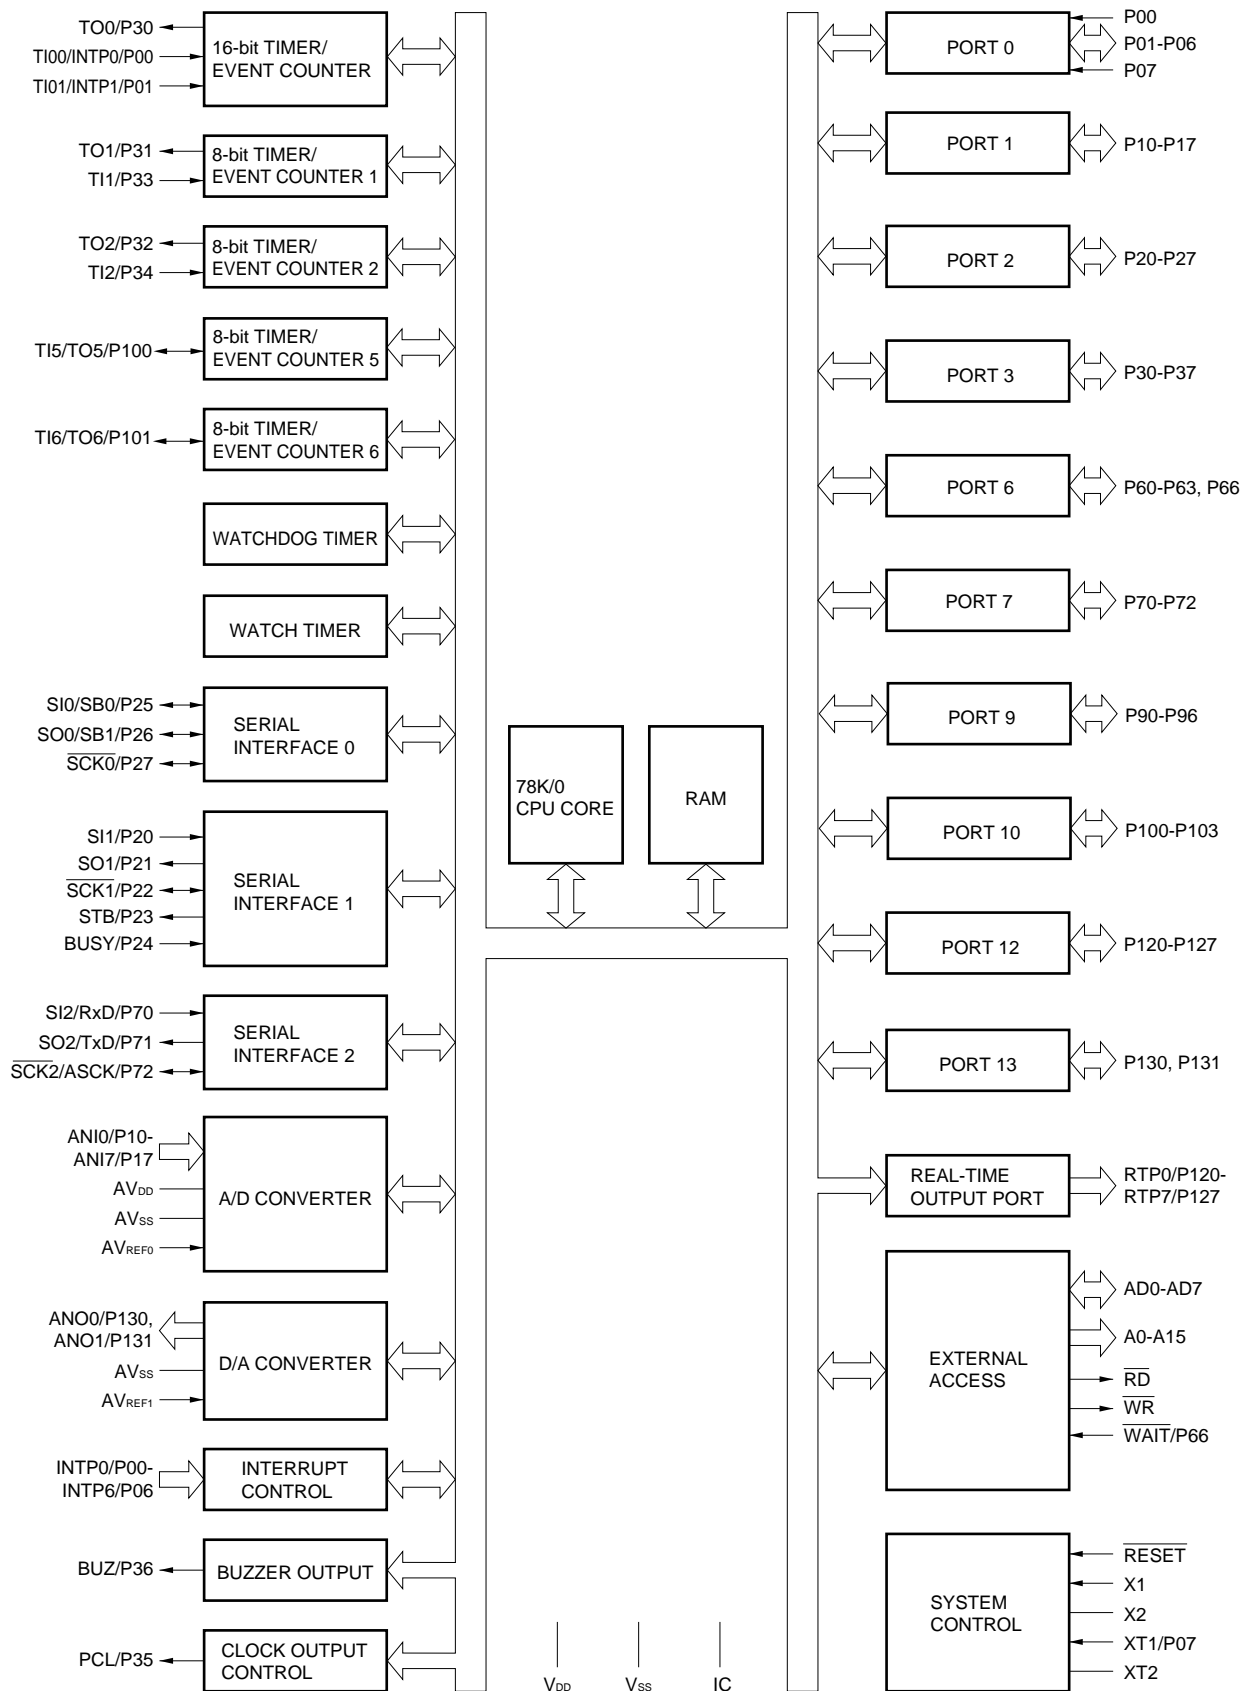 TO0/P30
TI00/INTP0/P00
TI01/INTP1/P01
16-bit TIMER/
EVENT COUNTER
TO1/P31
TI1/P33
8-bit TIMER/
EVENT COUNTER 1
TO2/P32
TI2/P34
8-bit TIMER/
EVENT COUNTER 2
TI5/TO5/P100
8-bit TIMER/
EVENT COUNTER 5
TI6/TO6/P101
8-bit TIMER/
EVENT COUNTER 6
WATCHDOG TIMER
WATCH TIMER
SI0/SB0/P25
SO0/SB1/P26
SCK0/P27
SERIAL
INTERFACE 0
SI1/P20
SO1/P21
SCK1/P22
STB/P23
BUSY/P24
SERIAL
INTERFACE 1
SI2/RxD/P70
SO2/TxD/P71
SCK2/ASCK/P72
SERIAL
INTERFACE 2
ANI0/P10-
ANI7/P17
AVDD
AVSS
AVREF0
A/D CONVERTER
ANO0/P130,
ANO1/P131
AVSS
AVREF1
D/A CONVERTER
INTP0/P00-
INTP6/P06
INTERRUPT
CONTROL
BUZ/P36
BUZZER OUTPUT
PCL/P35
CLOCK OUTPUT
CONTROL
78K/0
CPU CORE
RAM
VDD
VSS
IC
PORT 0
P00
P01-P06
P07
PORT 1
P10-P17
PORT 2
P20-P27
PORT 3
P30-P37
PORT 6
P60-P63, P66
PORT 7
P70-P72
PORT 9
P90-P96
PORT 10
P100-P103
PORT 12
P120-P127
PORT 13
P130, P131
REAL-TIME
OUTPUT PORT
RTP0/P120-
RTP7/P127
EXTERNAL
ACCESS
AD0-AD7
A0-A15
RD
WR
WAIT/P66
SYSTEM
CONTROL
RESET
X1
X2
XT1/P07
XT2